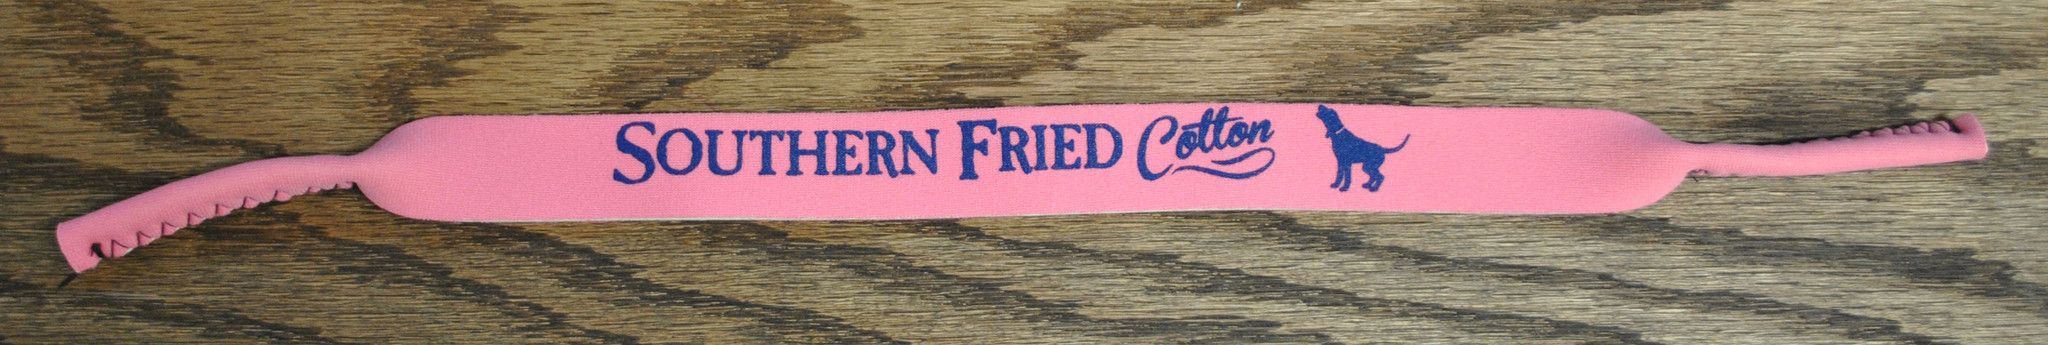 SOUTHERN FRIED Cotton